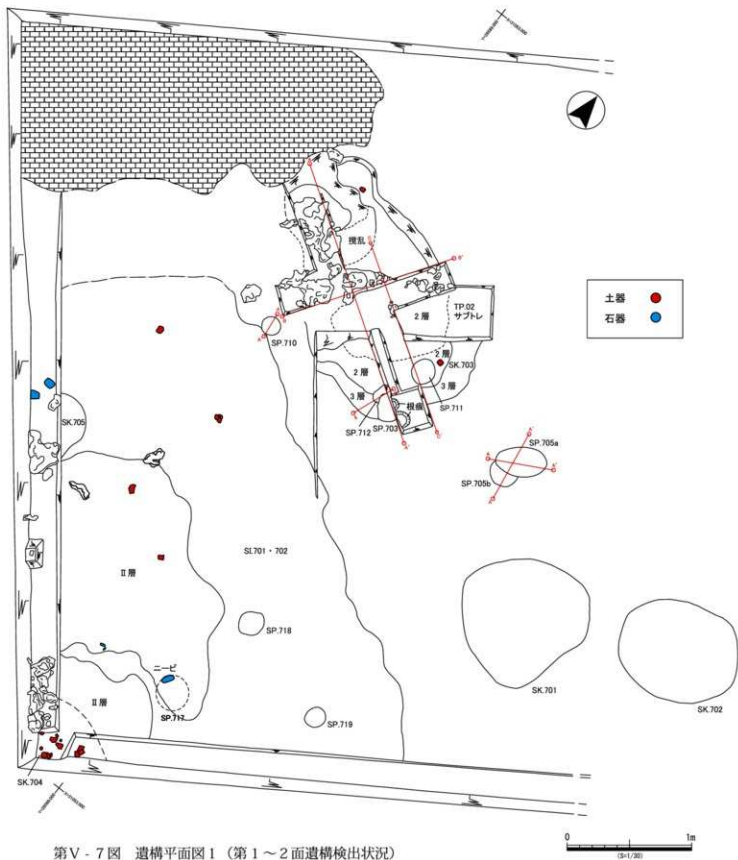 撹乱
TP.02
サブトレ
2層
土器
石器
SP.710
2層
SK.703
2層
3層
3層
SP.711
根痕
SP.712
SP.703
SK.705
SP.705a
SP.705b
Ⅱ層
SI.701・702
SP.718
ニービ
SP.717
Ⅱ層
SP.719
SK.701
SK.702
SK.704
0
1m
(S=1/30)
第Ⅴ-7図 遺構平面図1（第1～2面遺構検出状況）